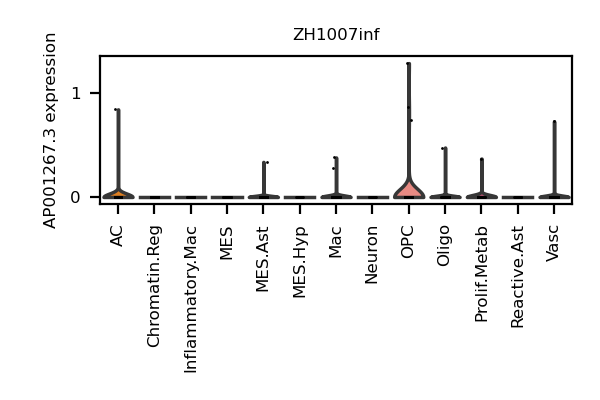 ZH1007inf
AP001267.3 expression
1
0
AC
Chromatin.Reg
Inflammatory.Mac
MES
MES.Ast
MES.Hyp
Mac
Neuron
OPC
Oligo
Prolif.Metab
Reactive.Ast
Vasc